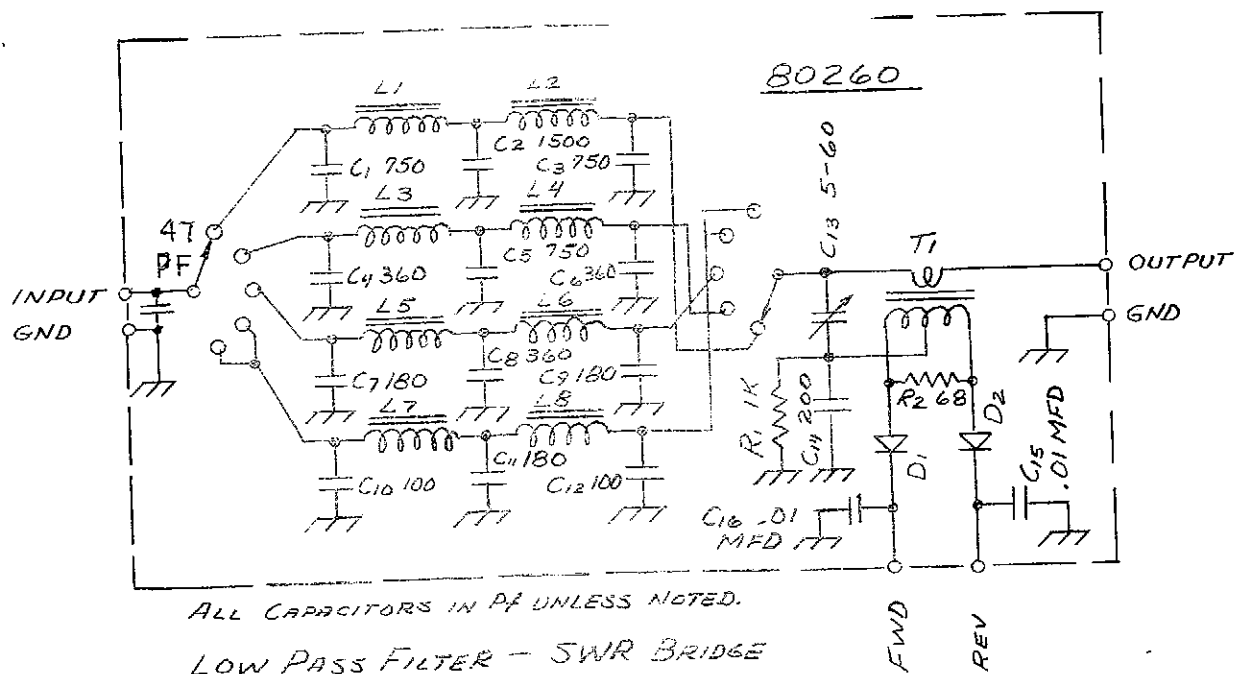 80260
L1
L2
C1 750
C2 1500
C3 750
C13 5-60
L3
L4
47
PF
C4 360
C5 750
C6 360
T1
INPUT
GND
OUTPUT
GND
L5
L6
C7 180
C8 360
C9 180
R1 1K
C14 200
R2 68
D1
D2
C15
.01 MFD
L7
L8
C10 100
C11 180
C12 100
C16 .01
MFD
FWD
REV
ALL CAPACITORS IN Pf UNLESS NOTED.
LOW PASS FILTER - SWR BRIDGE